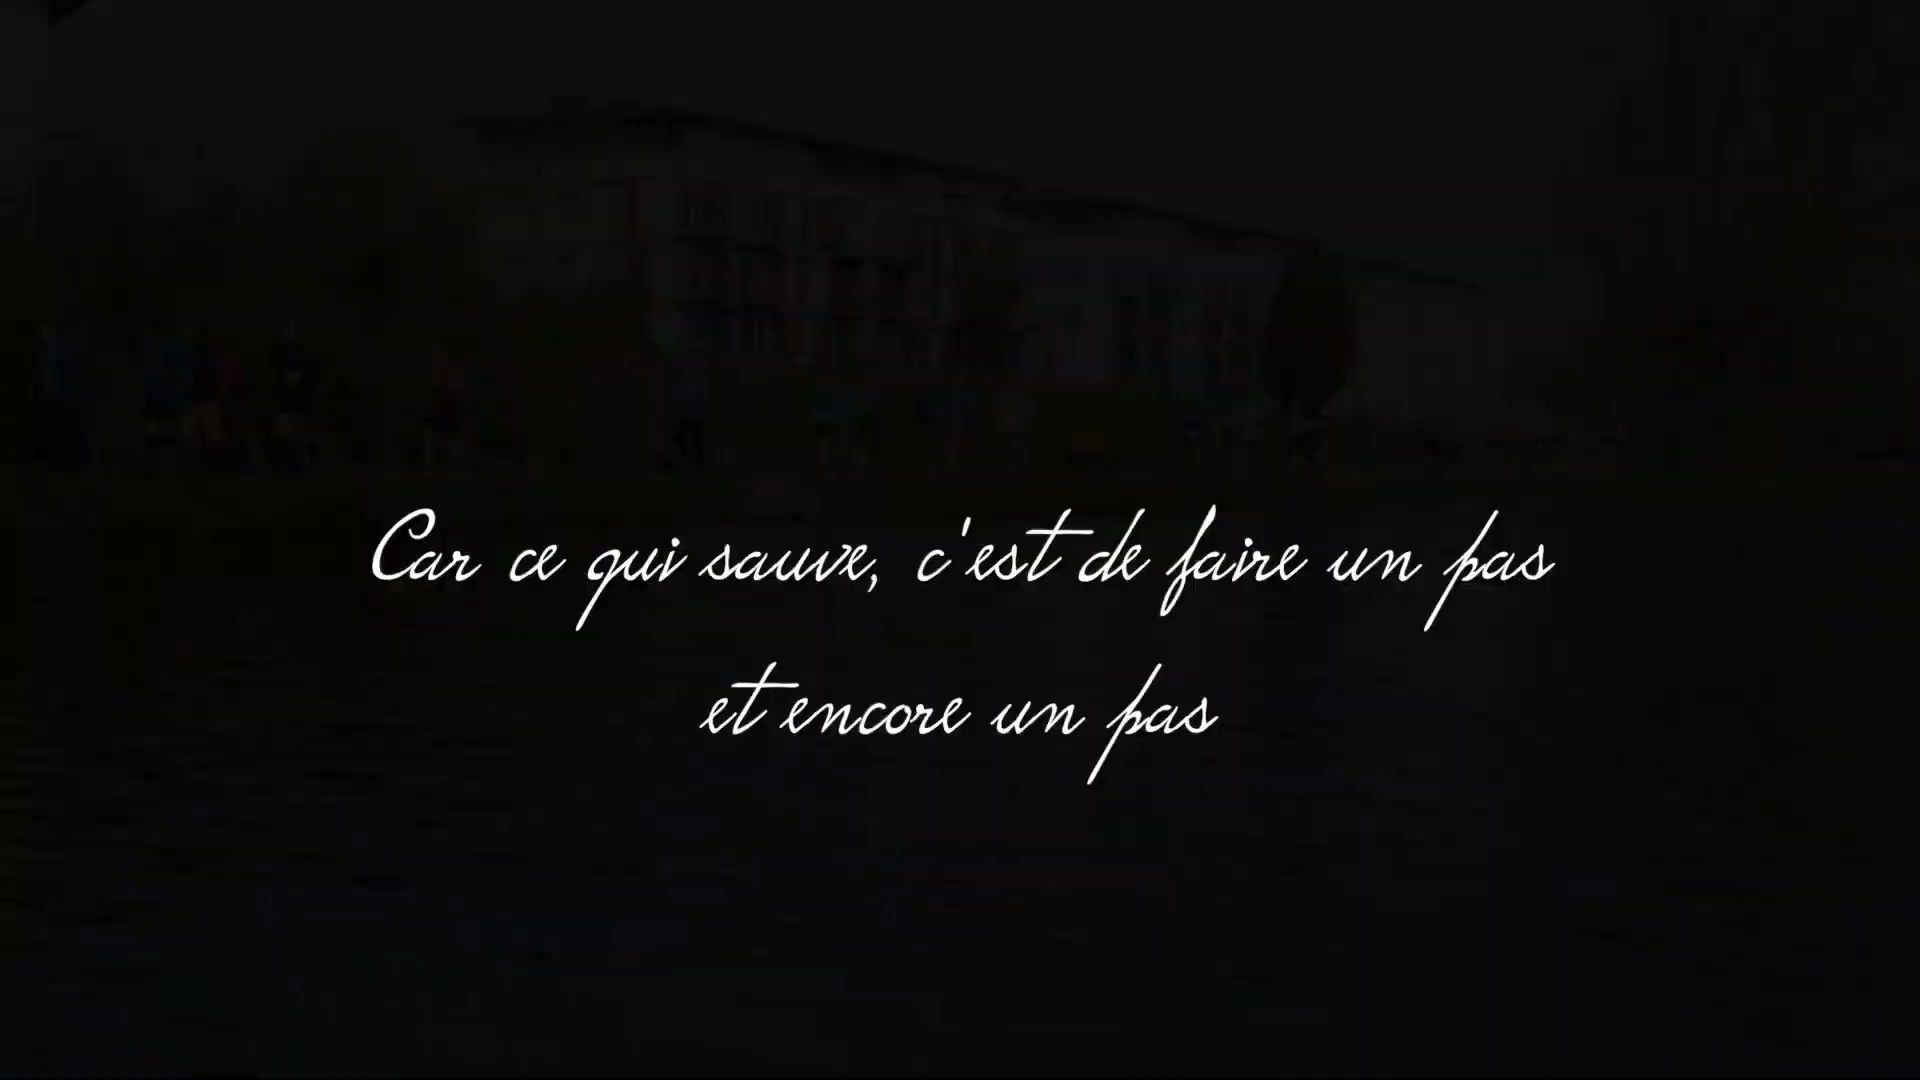 Car ce qui sauve, c'est de faire un pas
et encore un pas